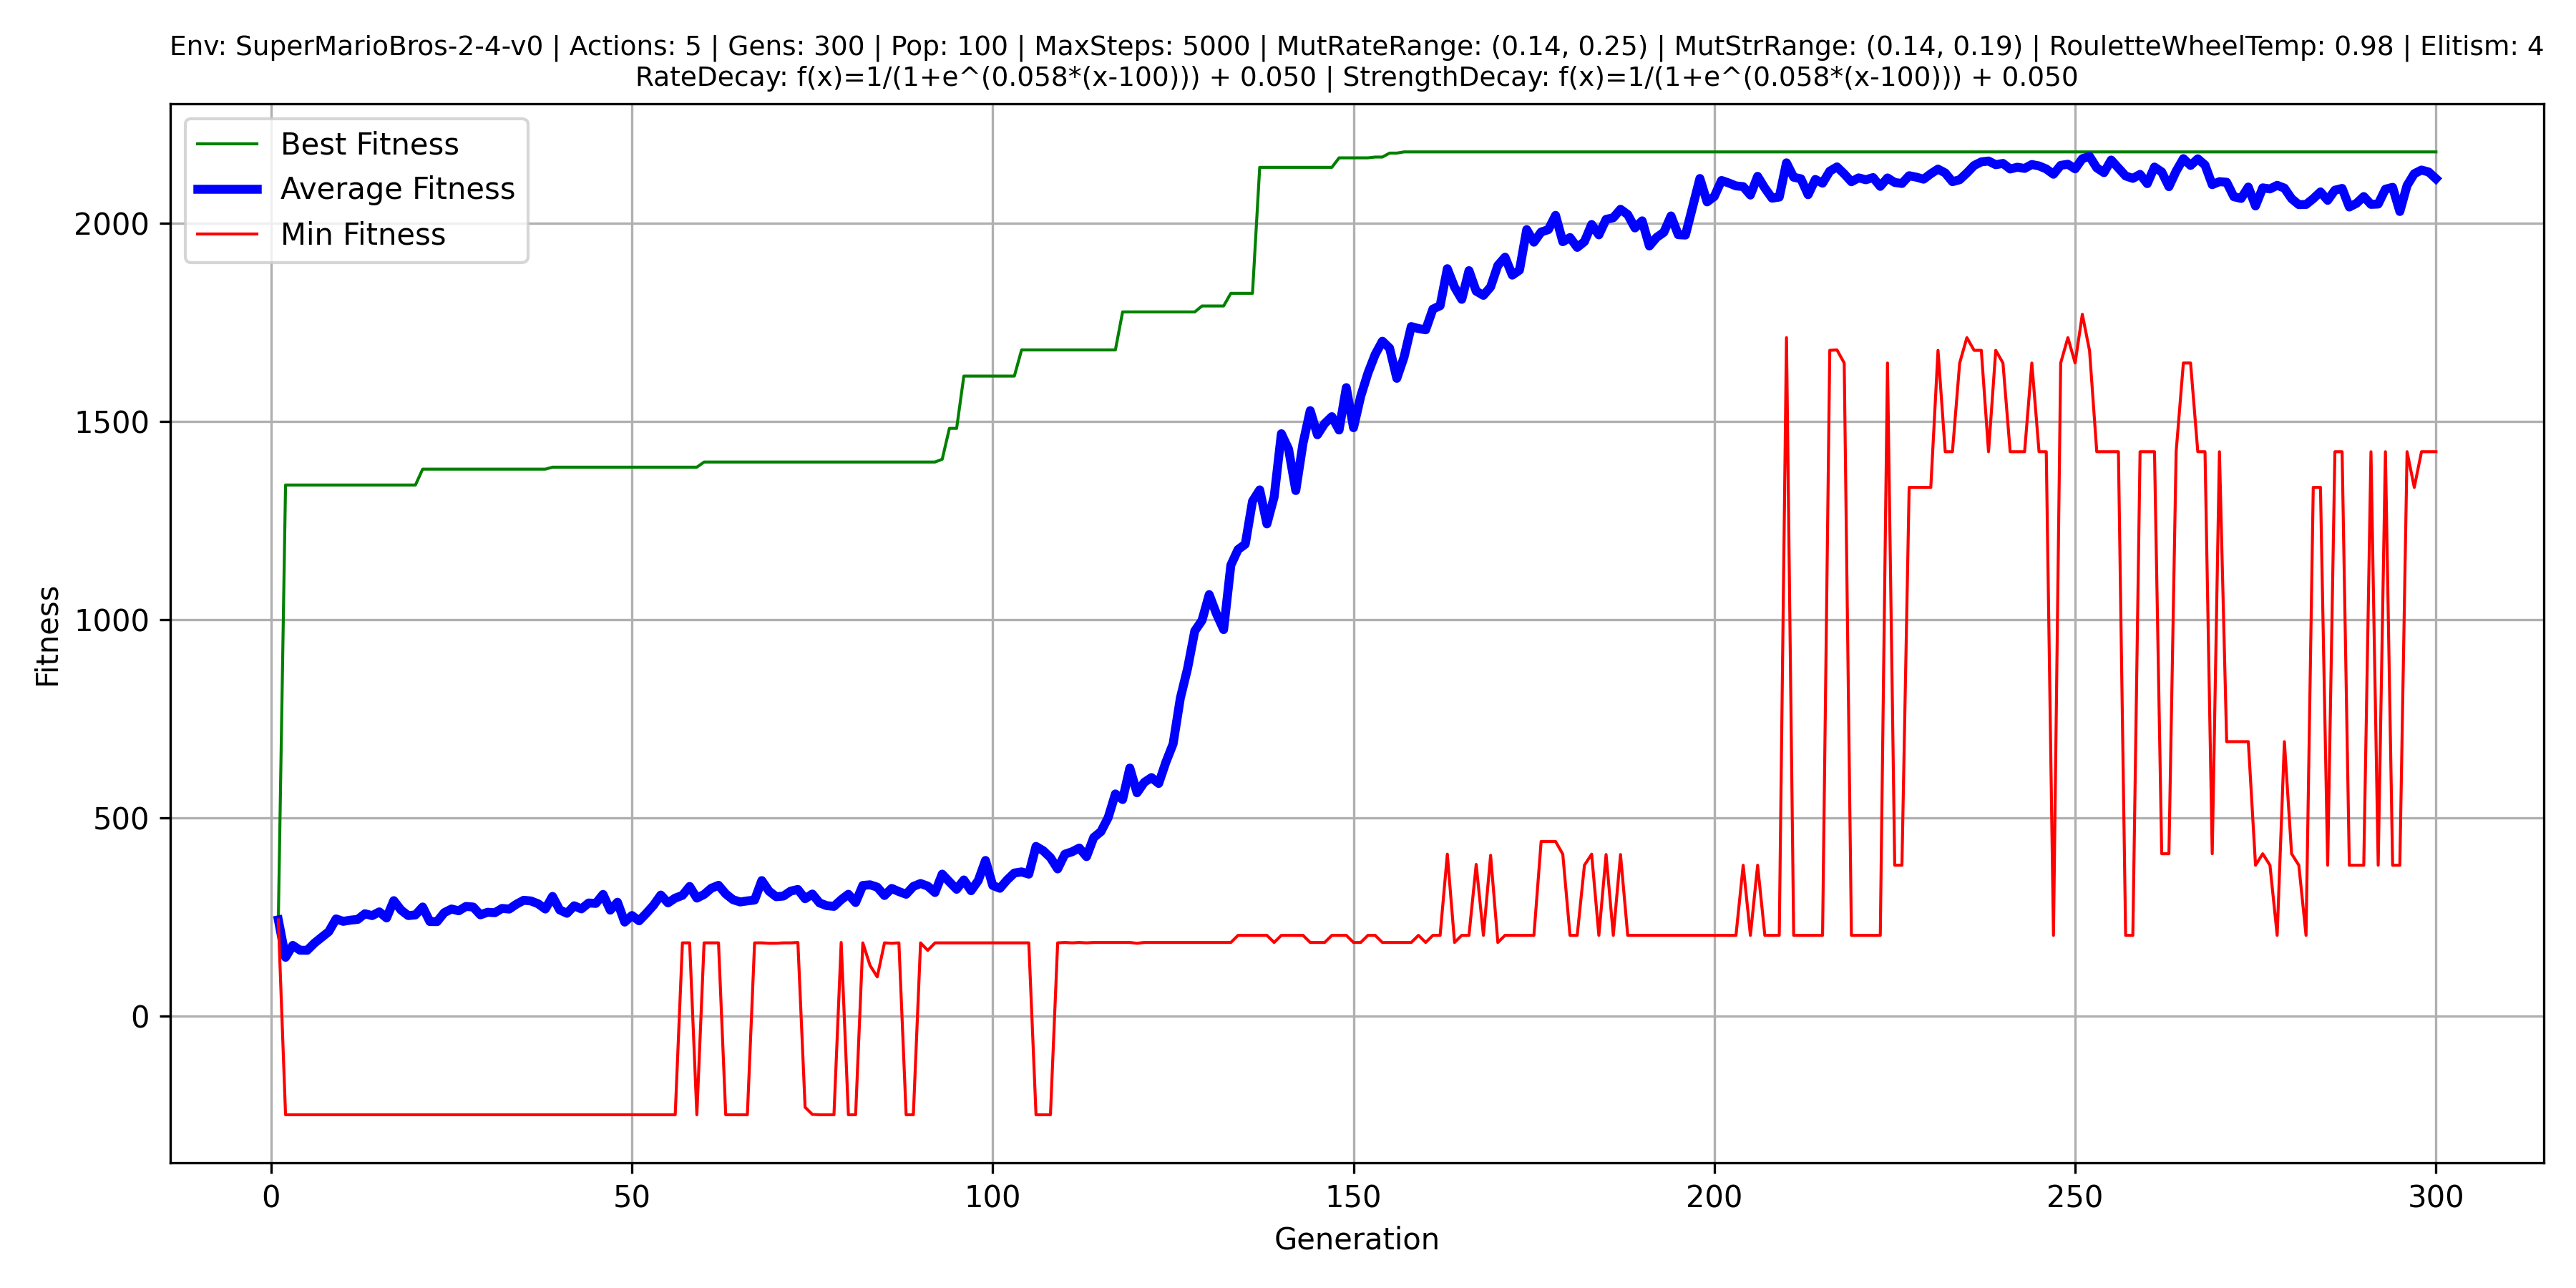 Env: SuperMarioBros-2-4-v0 | Actions: 5 | Gens: 300 | Pop: 100 | MaxSteps: 5000 | MutRateRange: (0.14, 0.25) | MutStrRange: (0.14, 0.19) | RouletteWheelTemp: 0.98 | Elitism: 4
RateDecay: f(x)=1/(1+e^(0.058*(x-100))) + 0.050 | StrengthDecay: f(x)=1/(1+e^(0.058*(x-100))) + 0.050
Best Fitness
Average Fitness
Min Fitness
Fitness
2000
1500
1000
500
0
0 50 100 150 200 250 300
Generation